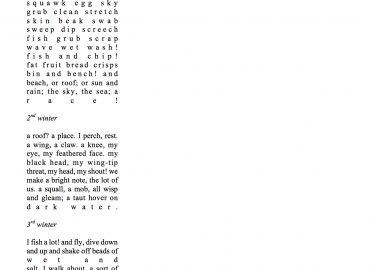 squawk egg sky
grub clean stretch
skin beak swab
sweep dip screech
fish grub scrap
wave wet wash!
fish and chip!
fat fruit bread crisps
bin and bench! and
beach, or roof; or sun and
rain; the sky, the sea; a
race!
2nd winter
a roof? a place. I perch, rest.
a wing, a claw. a knee, my
eye, my feathered face. my
black head, my wing-tip
threat, my head, my shout! we
make a bright note, the lot of
us. a squall, a mob, all wisp
and gleam; a taut hover on
dark water.
3rd winter
I fish a lot! and fly, dive down
and up and shake off beads of
wet and
salt. I walk about, a sort of